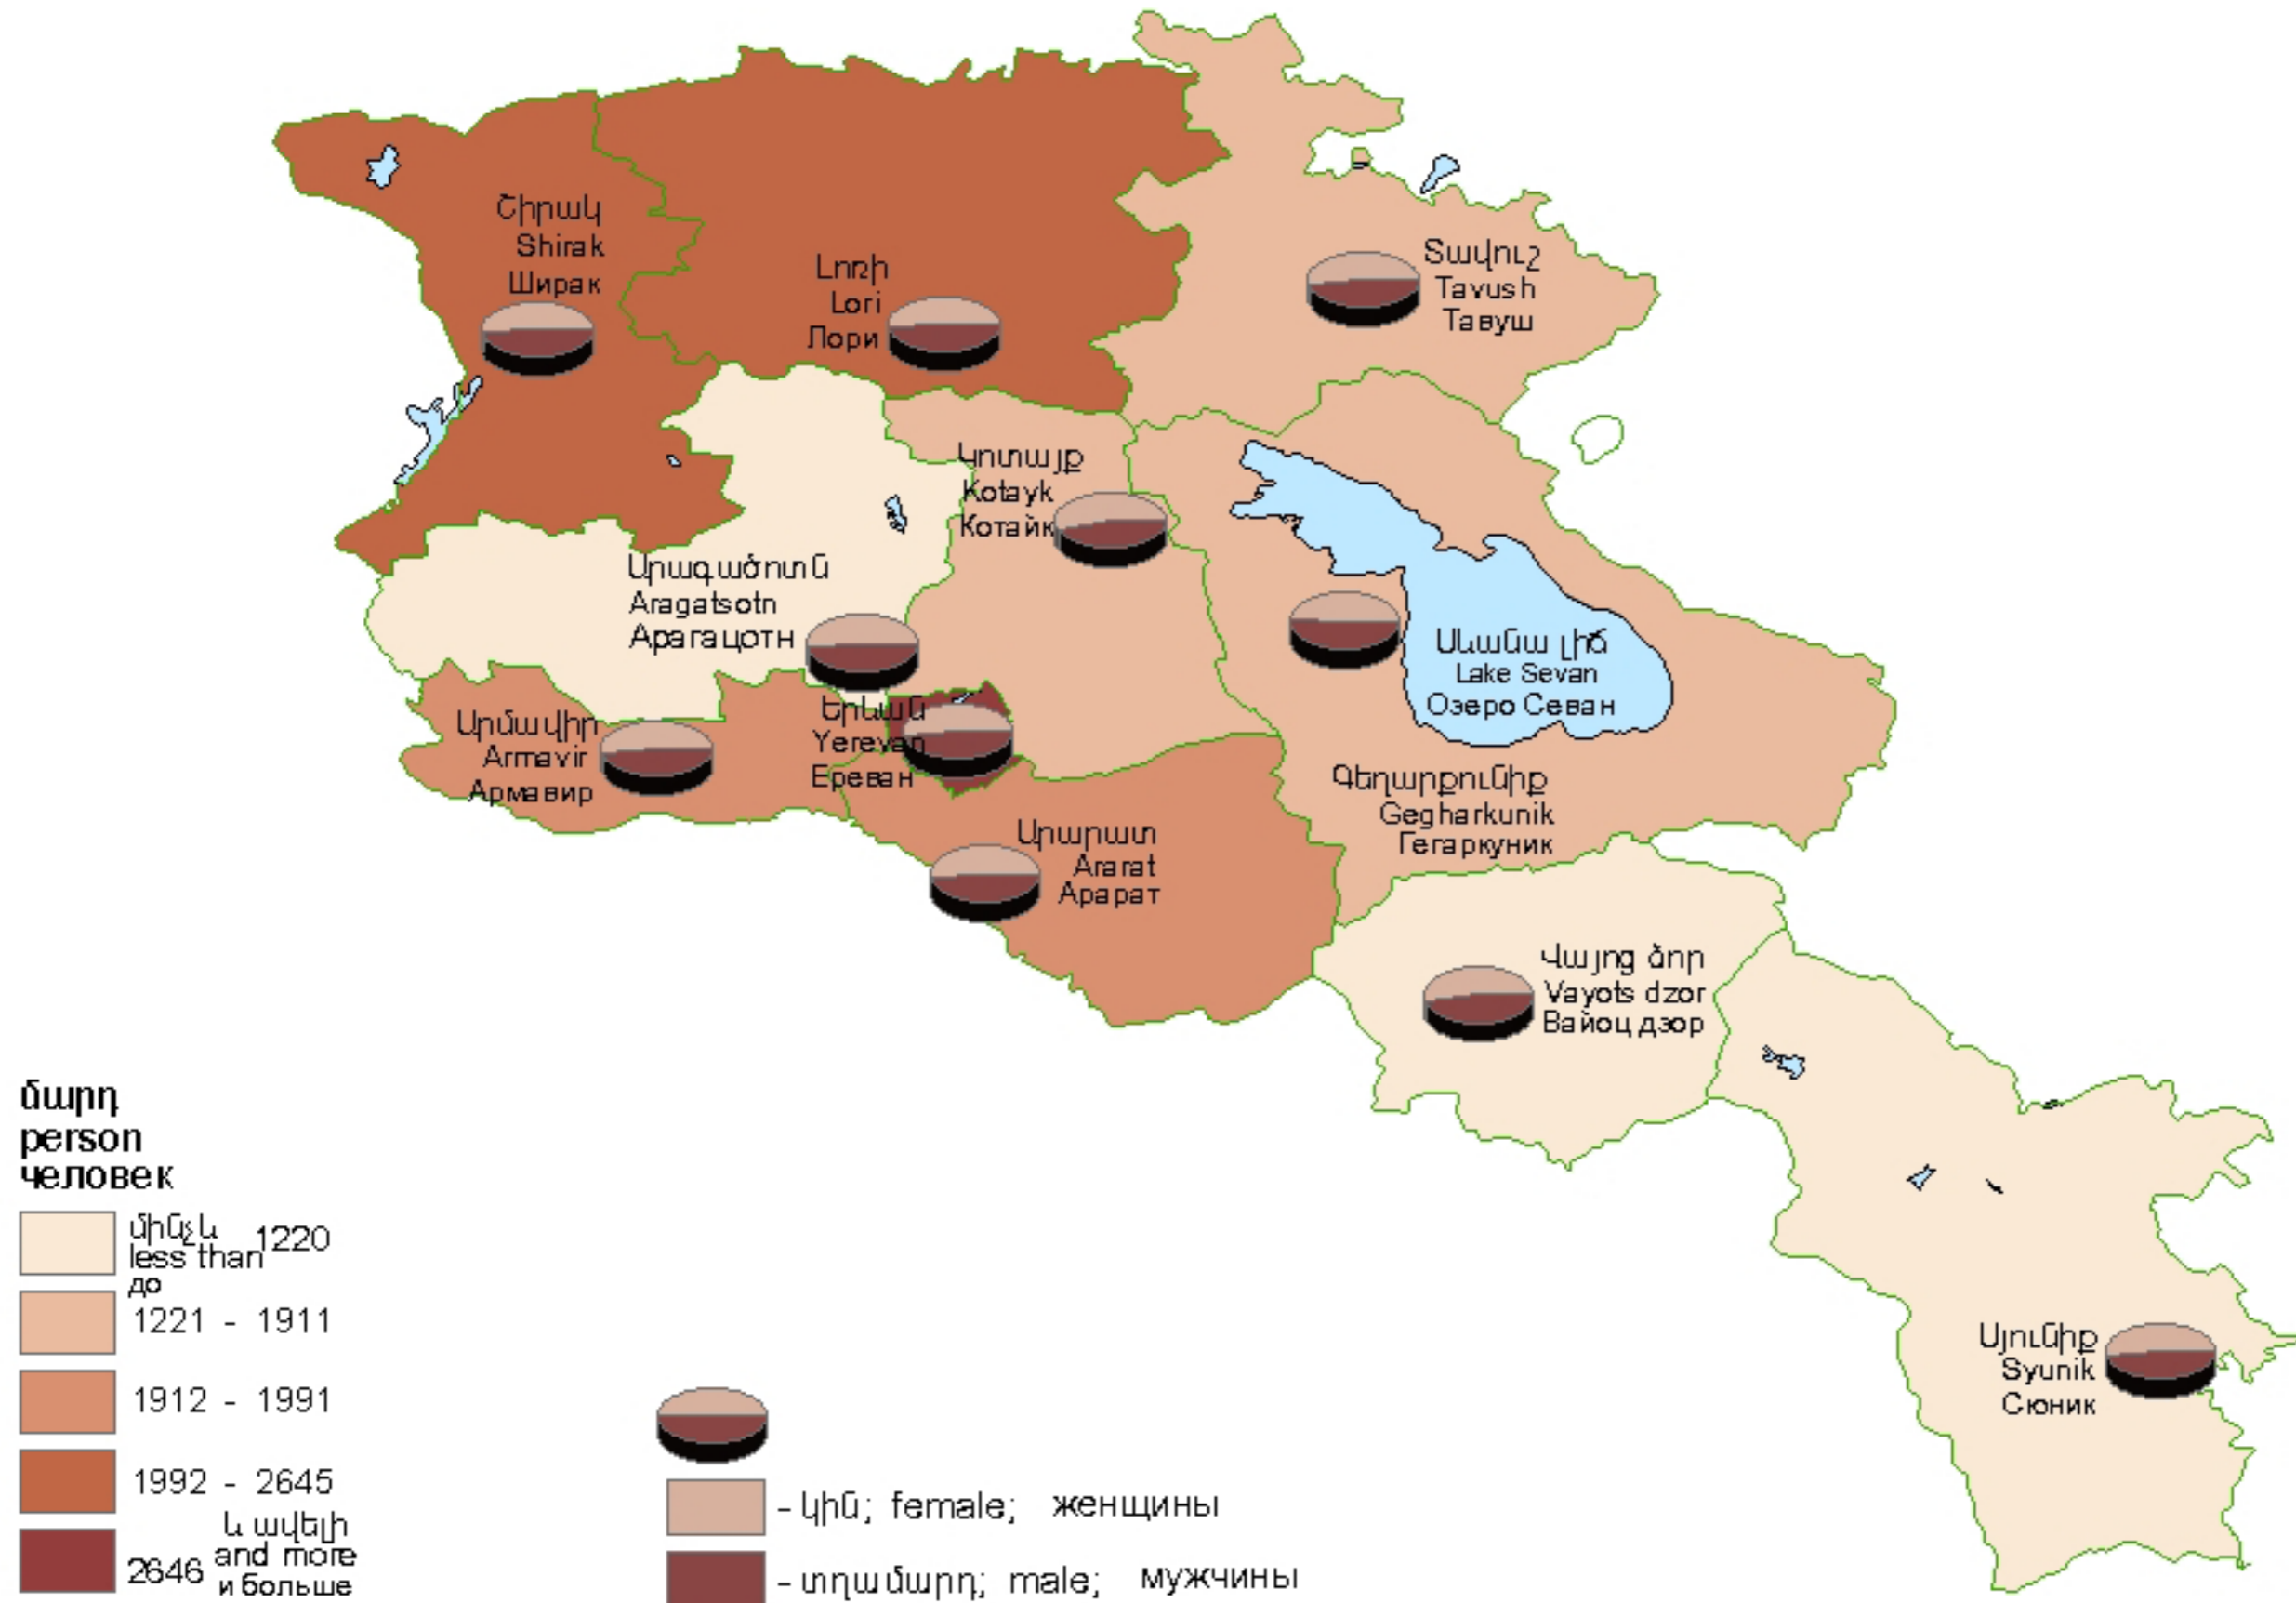 Շիրակ
Shirak
Ширак
Լոռի
Lori
Лори
Տավուշ
Tavush
Тавуш
Կոտայք
Kotayk
Котайк
Արագածոտն
Aragatsotn
Арагацотн
Սևանա լիճ
Lake Sevan
Озеро Севан
Արմավիր
Armavir
Армавир
Երևան
Yerevan
Ереван
Գեղարքունիք
Gegharkunik
Гегаркуник
Արարատ
Ararat
Арарат
Վայոց ձոր
Vayots dzor
Вайоц дзор
Սյունիք
Syunik
Сюник
մարդ
person
человек
մինչև
less than 1220
до
1221 - 1911
1912 - 1991
1992 - 2645
և ավելի
2646 and more
и больше
- կին; female; женщины
- տղամարդ; male; мужчины